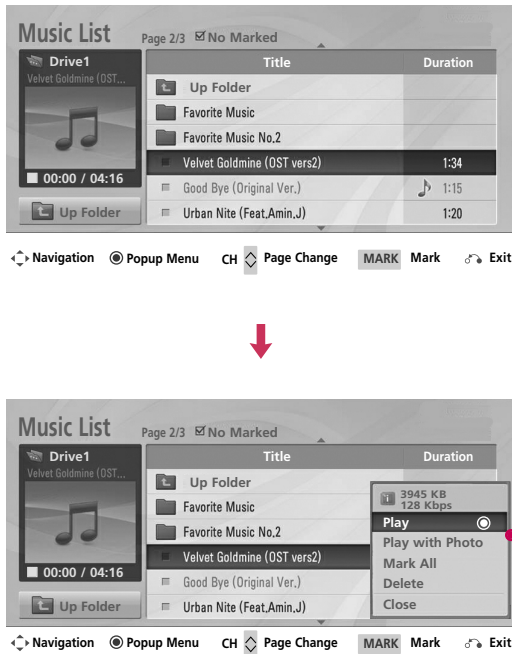 Music List Page 2/3 No Marked
Drive1 Title Duration
Velvet Goldmine (OST... Up Folder
Favorite Music
Favorite Music No.2
Velvet Goldmine (OST vers2) 1:34
00:00 / 04:16 Good Bye (Original Ver.) 1:15
Up Folder Urban Nite (Feat.Amin.J) 1:20
Navigation Popup Menu CH Page Change MARK Mark Exit
Music List Page 2/3 No Marked
Drive1 Title Duration
Velvet Goldmine (OST... Up Folder
Favorite Music
Favorite Music No.2
Velvet Goldmine (OST vers2)
00:00 / 04:16 Good Bye (Original Ver.)
Up Folder Urban Nite (Feat.Amin.J)
3945 KB
128 Kbps
Play
Play with Photo
Mark All
Delete
Close
Navigation Popup Menu CH Page Change MARK Mark Exit